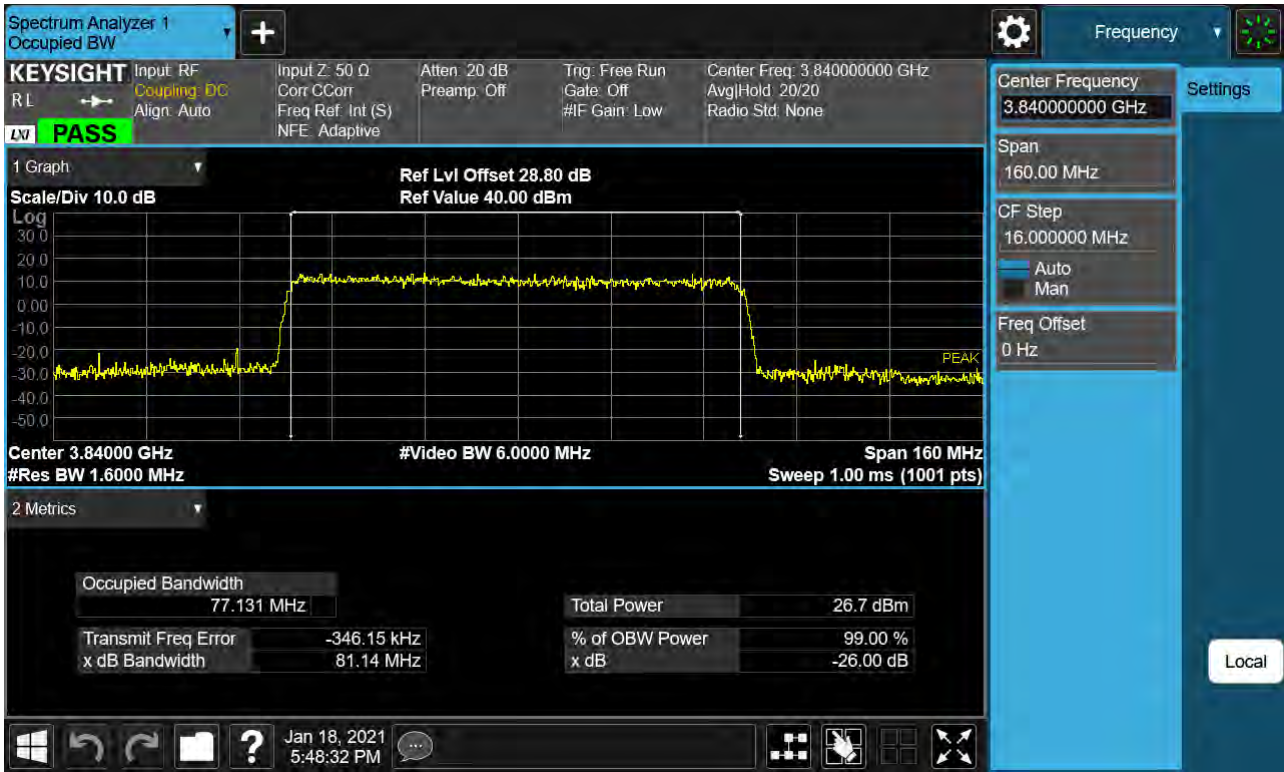 Spectrum Analyzer 1
Occupied BW
+
Frequency
KEYSIGHT
RL
LXI
PASS
Input: RF
Coupling: DC
Align: Auto
Input Z: 50 Ω
Corr CCorr
Freq Ref: Int (S)
NFE: Adaptive
Atten: 20 dB
Preamp: Off
Trig: Free Run
Gate: Off
#IF Gain: Low
Center Freq: 3.840000000 GHz
Avg|Hold: 20/20
Radio Std: None
Center Frequency
3.840000000 GHz
Settings
Span
160.00 MHz
CF Step
16.000000 MHz
Auto
Man
Freq Offset
0 Hz
Local
1 Graph
Scale/Div 10.0 dB
Ref Lvl Offset 28.80 dB
Ref Value 40.00 dBm
Log
30.0
20.0
10.0
0.00
-10.0
-20.0
-30.0
-40.0
-50.0
PEAK
Center 3.84000 GHz
#Video BW 6.0000 MHz
Span 160 MHz
#Res BW 1.6000 MHz
Sweep 1.00 ms (1001 pts)
2 Metrics
Occupied Bandwidth
77.131 MHz
Total Power 26.7 dBm
Transmit Freq Error -346.15 kHz
% of OBW Power 99.00 %
x dB Bandwidth 81.14 MHz
x dB -26.00 dB
?
Jan 18, 2021
5:48:32 PM